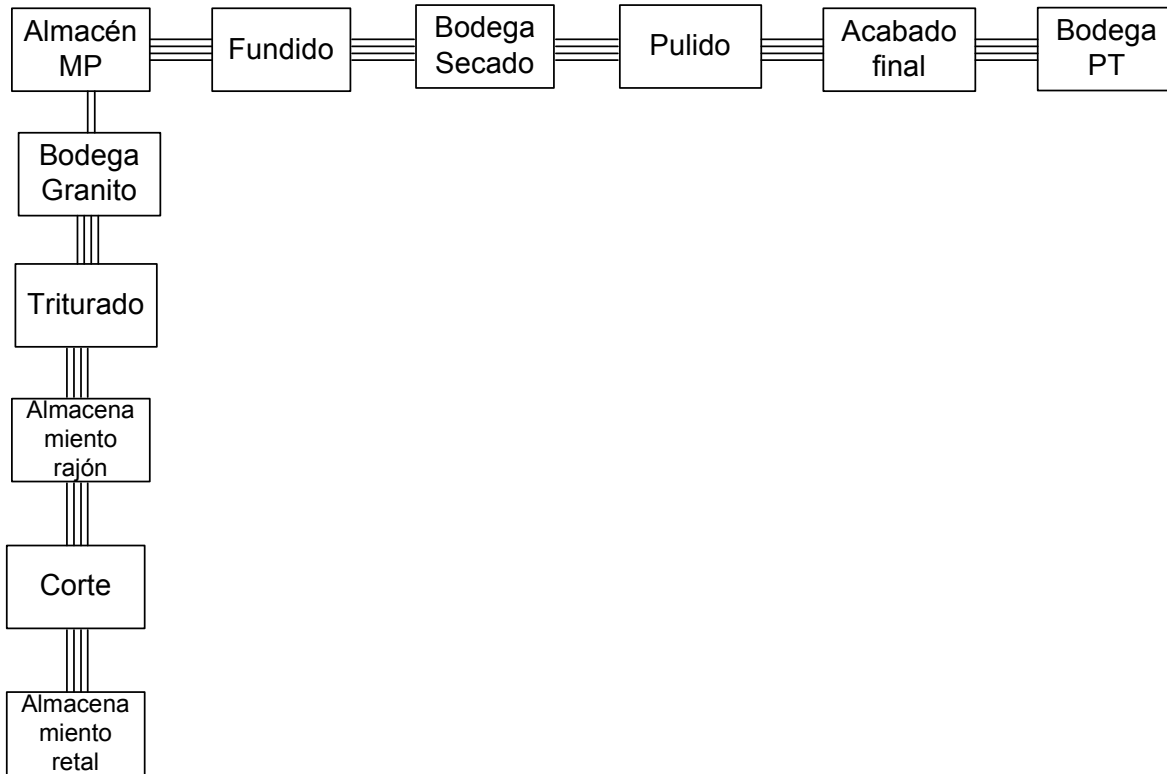 Almacén
MP
Fundido
Bodega
Secado
Pulido
Acabado
final
Bodega
PT
Bodega
Granito
Triturado
Almacena
miento
rajón
Corte
Almacena
miento
retal